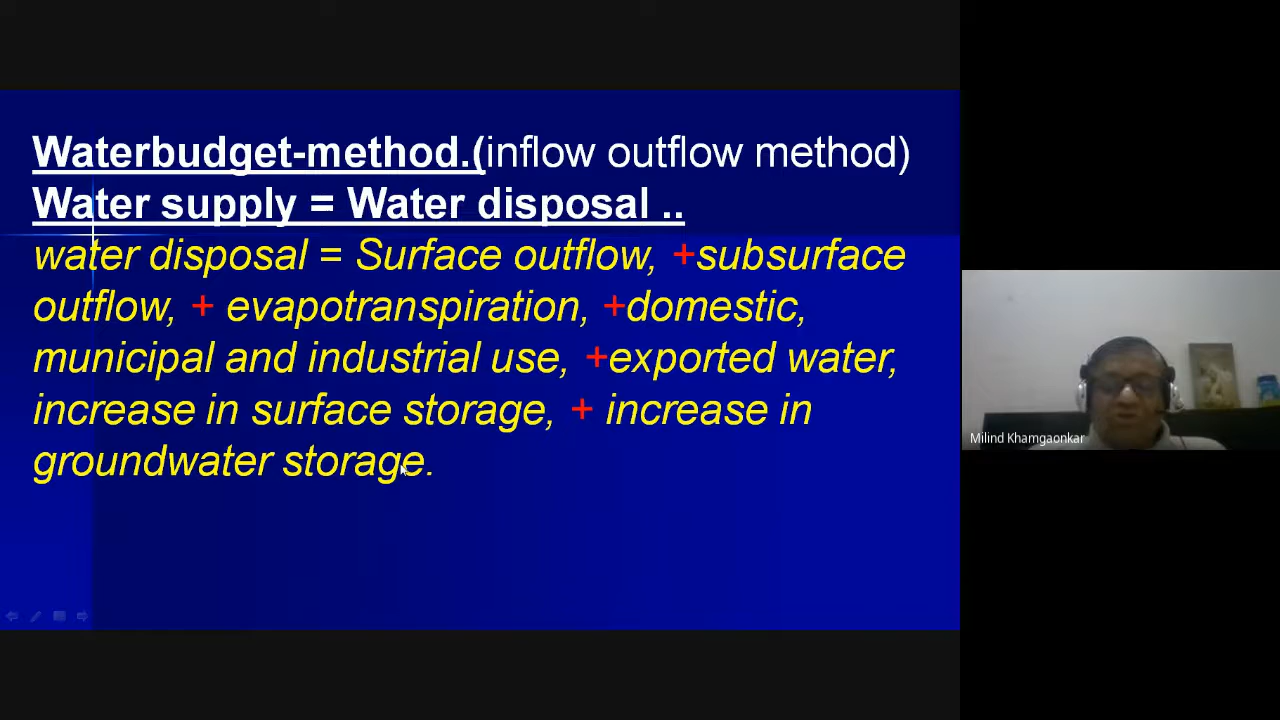 Waterbudget-method.(inflow outflow method)
Water supply = Water disposal ..
water disposal = Surface outflow, +subsurface
outflow, + evapotranspiration, +domestic,
municipal and industrial use, +exported water,
increase in surface storage, + increase in
groundwater storage.
Milind Khamgaonkar